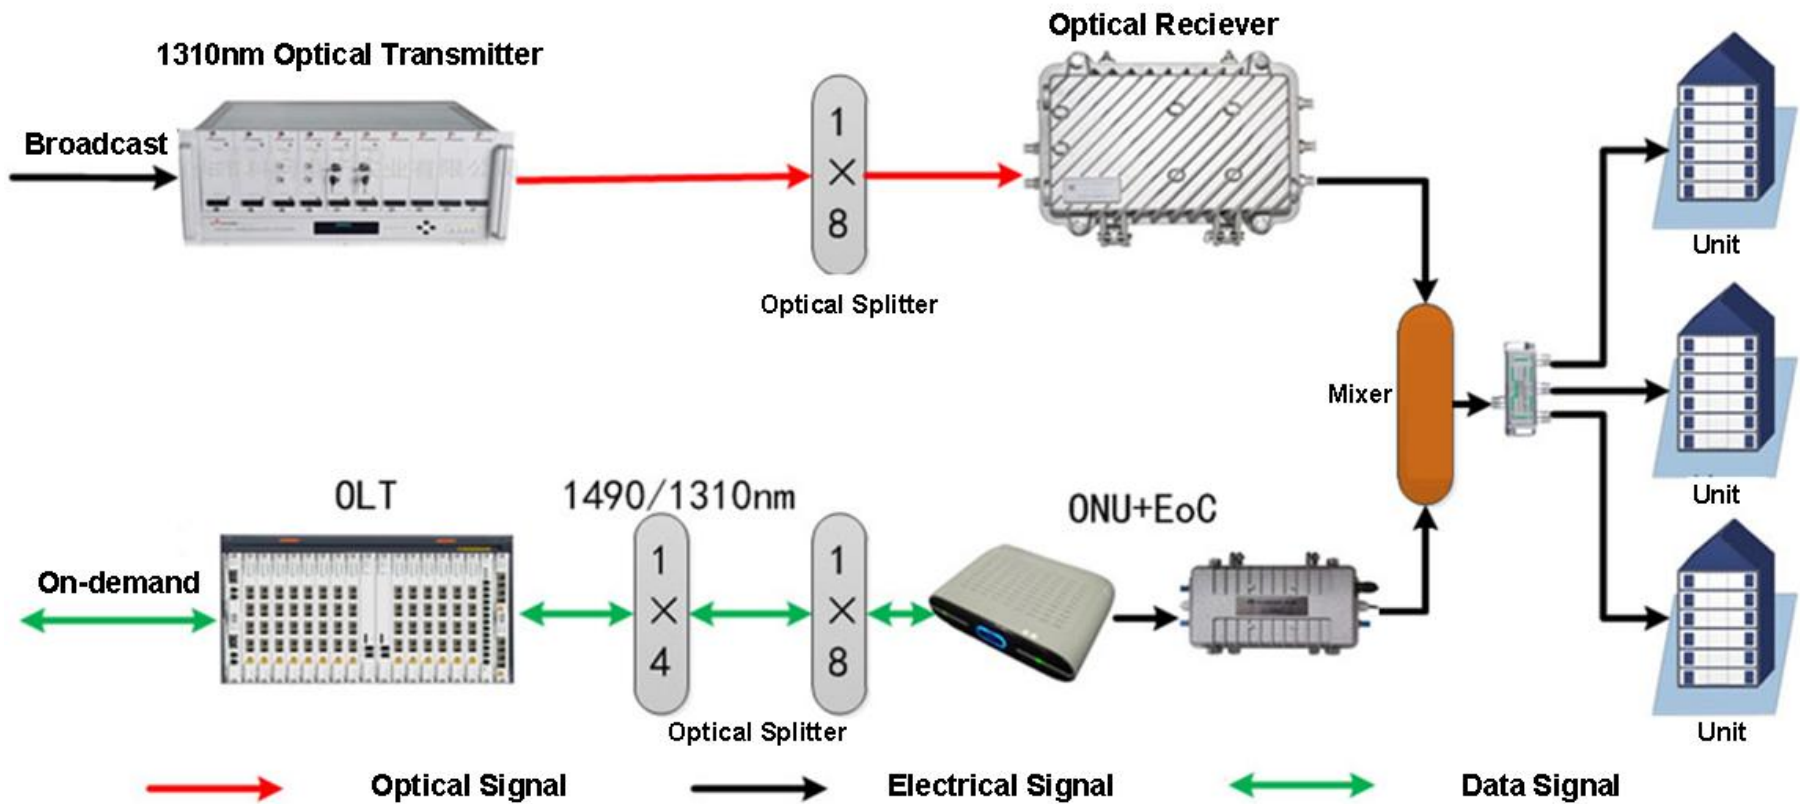 Optical Reciever
1310nm Optical Transmitter
Broadcast
1
×
8
Optical Splitter
Unit
Mixer
Unit
OLT
1490/1310nm
ONU+EoC
On-demand
1
×
4
1
×
8
Optical Splitter
Unit
Optical Signal
Electrical Signal
Data Signal